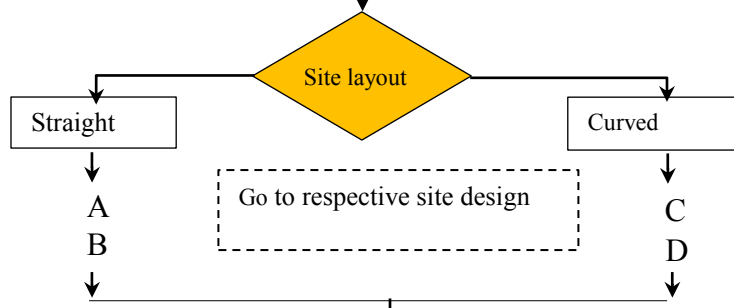 Site layout
Straight
Curved
Go to respective site design
A
B
C
D